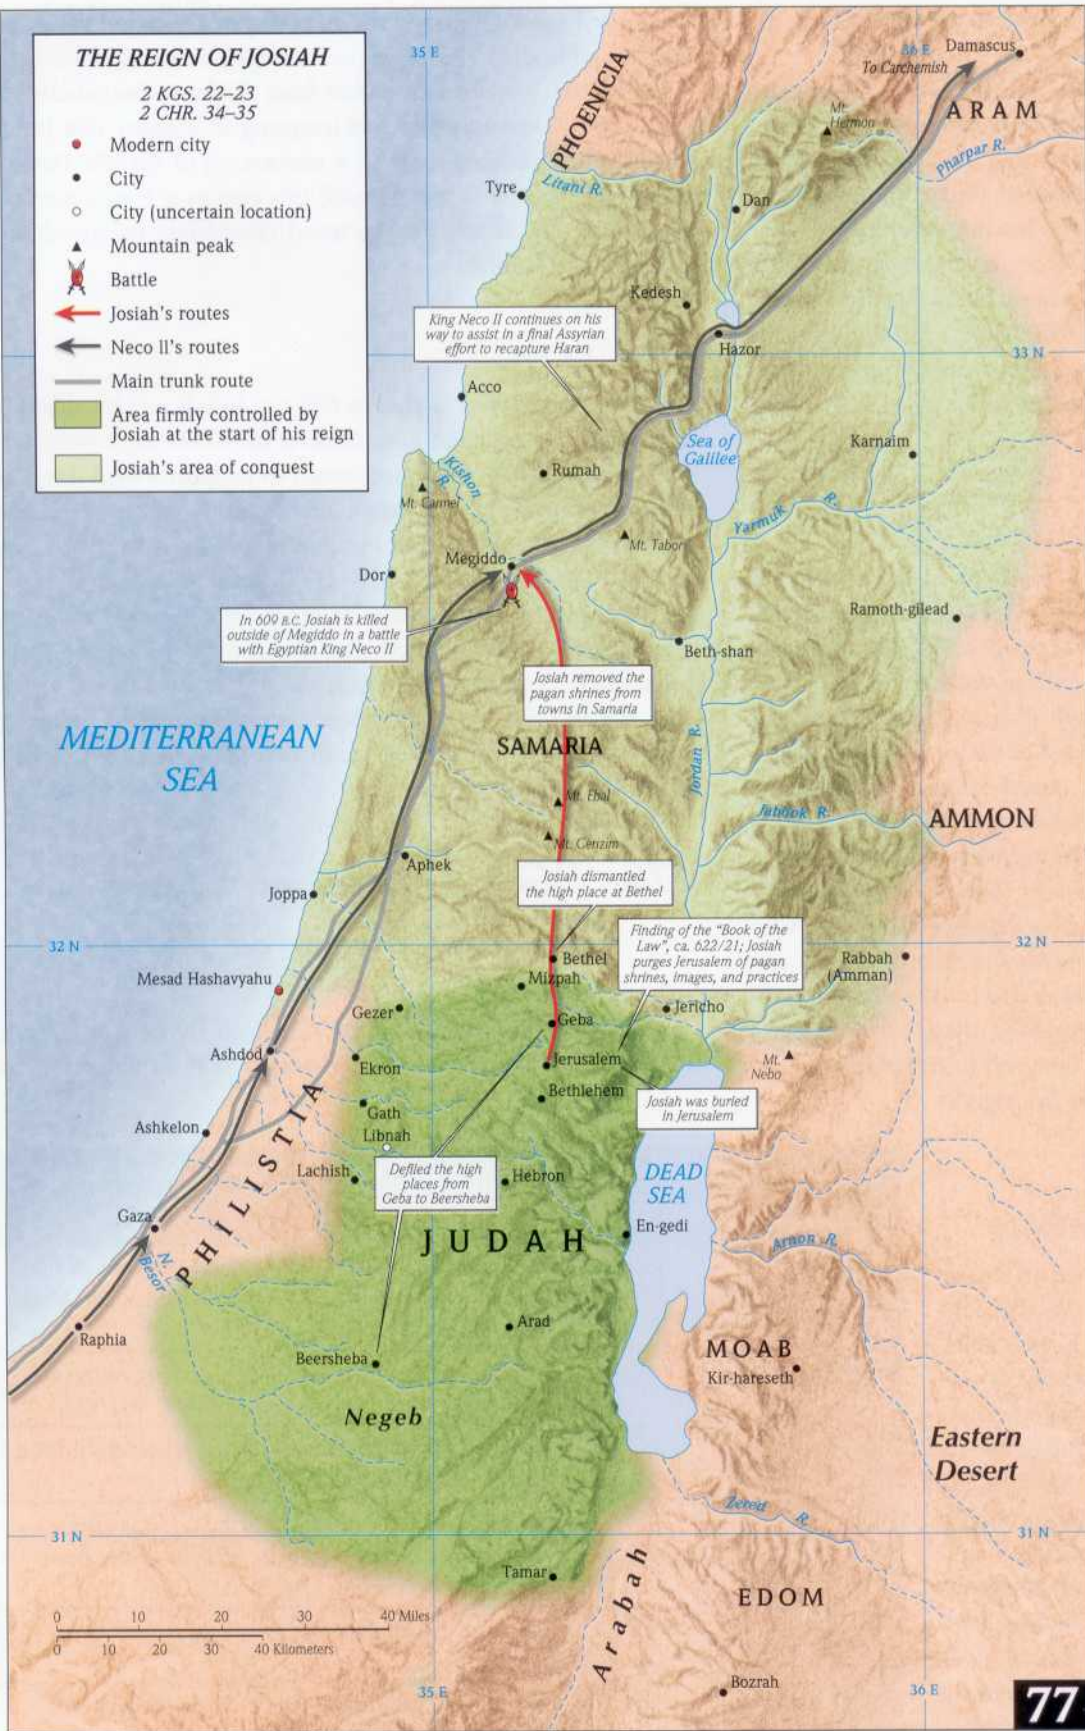 THE REIGN OF JOSIAH
2 KGS. 22–23
2 CHR. 34–35
Modern city
City
City (uncertain location)
Mountain peak
Battle
Josiah's routes
Neco II's routes
Main trunk route
Area firmly controlled by
Josiah at the start of his reign
Josiah's area of conquest
35 E
36 E
Damascus
To Carchemish
PHOENICIA
Mt.
Hermon
ARAM
Pharpar R.
Tyre
Litani R.
Dan
Kedesh
King Neco II continues on his
way to assist in a final Assyrian
effort to recapture Haran
Hazor
33 N
Acco
Sea of
Galilee
Karnaim
Kishon
R.
Rumah
Mt. Carmel
Yarmuk R.
Mt. Tabor
Megiddo
Dor
Ramoth-gilead
In 609 B.C. Josiah is killed
outside of Megiddo in a battle
with Egyptian King Neco II
Beth-shan
Josiah removed the
pagan shrines from
towns in Samaria
MEDITERRANEAN
SEA
SAMARIA
Jordan R.
Mt. Ebal
Jabbok R.
AMMON
Mt. Gerizim
Aphek
Josiah dismantled
the high place at Bethel
Joppa
Finding of the “Book of the
Law”, ca. 622/21; Josiah
purges Jerusalem of pagan
shrines, images, and practices
32 N
32 N
Bethel
Rabbah
(Amman)
Mesad Hashavyahu
Mizpah
Gezer
Geba
Jericho
Ashdod
Ekron
Jerusalem
Mt.
Nebo
Bethlehem
Gath
Josiah was buried
in Jerusalem
Ashkelon
Libnah
PHILISTIA
Lachish
Defiled the high
places from
Geba to Beersheba
Hebron
DEAD
SEA
Gaza
JUDAH
En-gedi
Arnon R.
N.
Besor
Raphia
Arad
MOAB
Beersheba
Kir-hareseth
Negeb
Eastern
Desert
Zered R.
31 N
31 N
Tamar
Arabah
EDOM
0 10 20 30 40 Miles
0 10 20 30 40 Kilometers
Bozrah
35 E
36 E
77